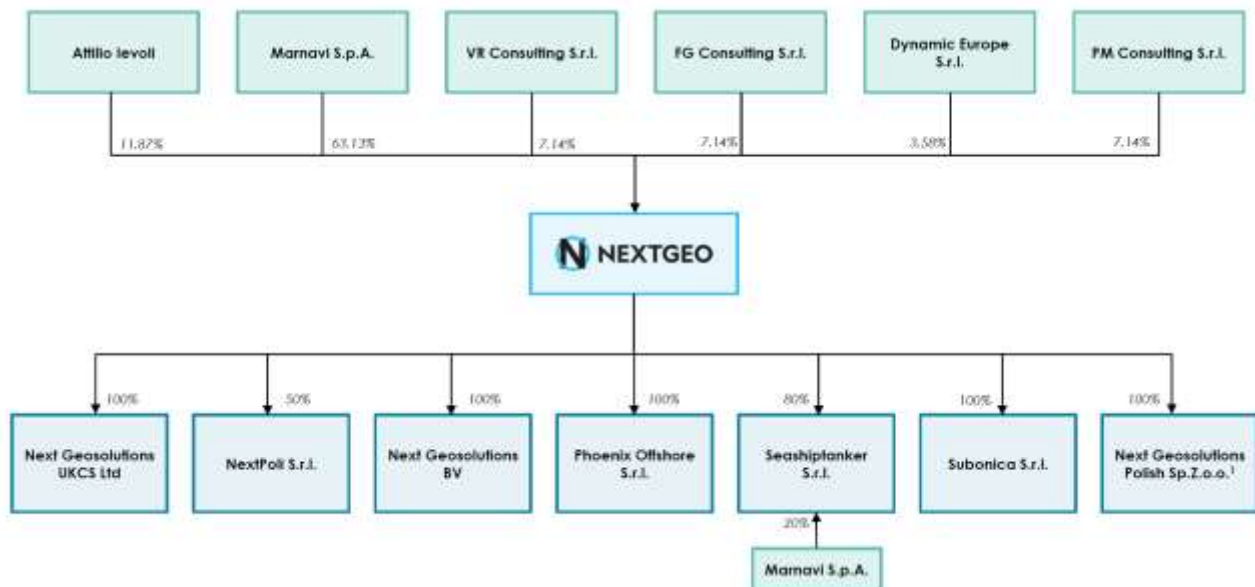 Attilio Ievoli
Marnavi S.p.A.
VR Consulting S.r.l.
FG Consulting S.r.l.
Dynamic Europe
S.r.l.
PM Consulting S.r.l.
11.87%
63.13%
7.14%
7.14%
3.58%
7.14%
NEXTGEO
100%
50%
100%
100%
80%
100%
100%
Next Geosolutions
UKCS Ltd
NextPoli S.r.l.
Next Geosolutions
BV
Phoenix Offshore
S.r.l.
Seashiptanker
S.r.l.
Subonica S.r.l.
Next Geosolutions
Polish Sp.Z.o.o.¹
20%
Marnavi S.p.A.